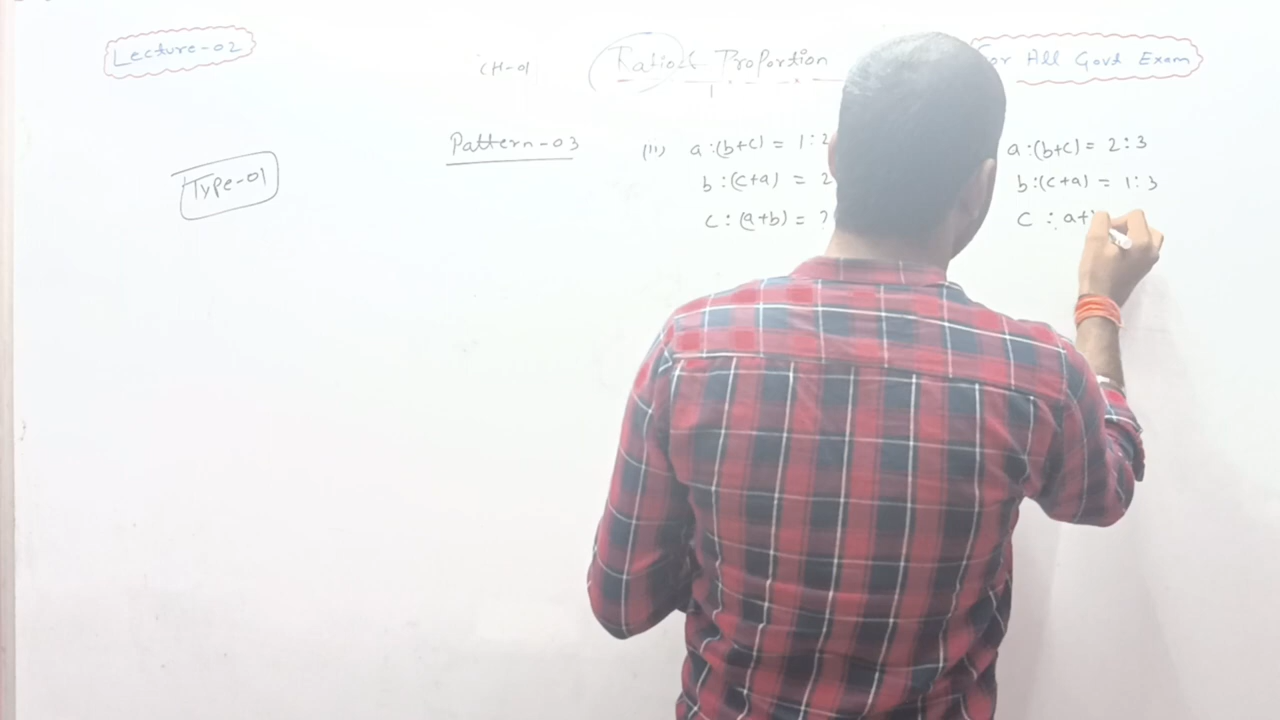 Lecture-02
CH-01
Ratio & Proportion
For All Govt Exam
Type-01
Pattern-03
(ii) a:(b+c) = 1:2
b:(c+a) = 2
c:(a+b) = ?
a:(b+c) = 2:3
b:(c+a) = 1:3
c : a+